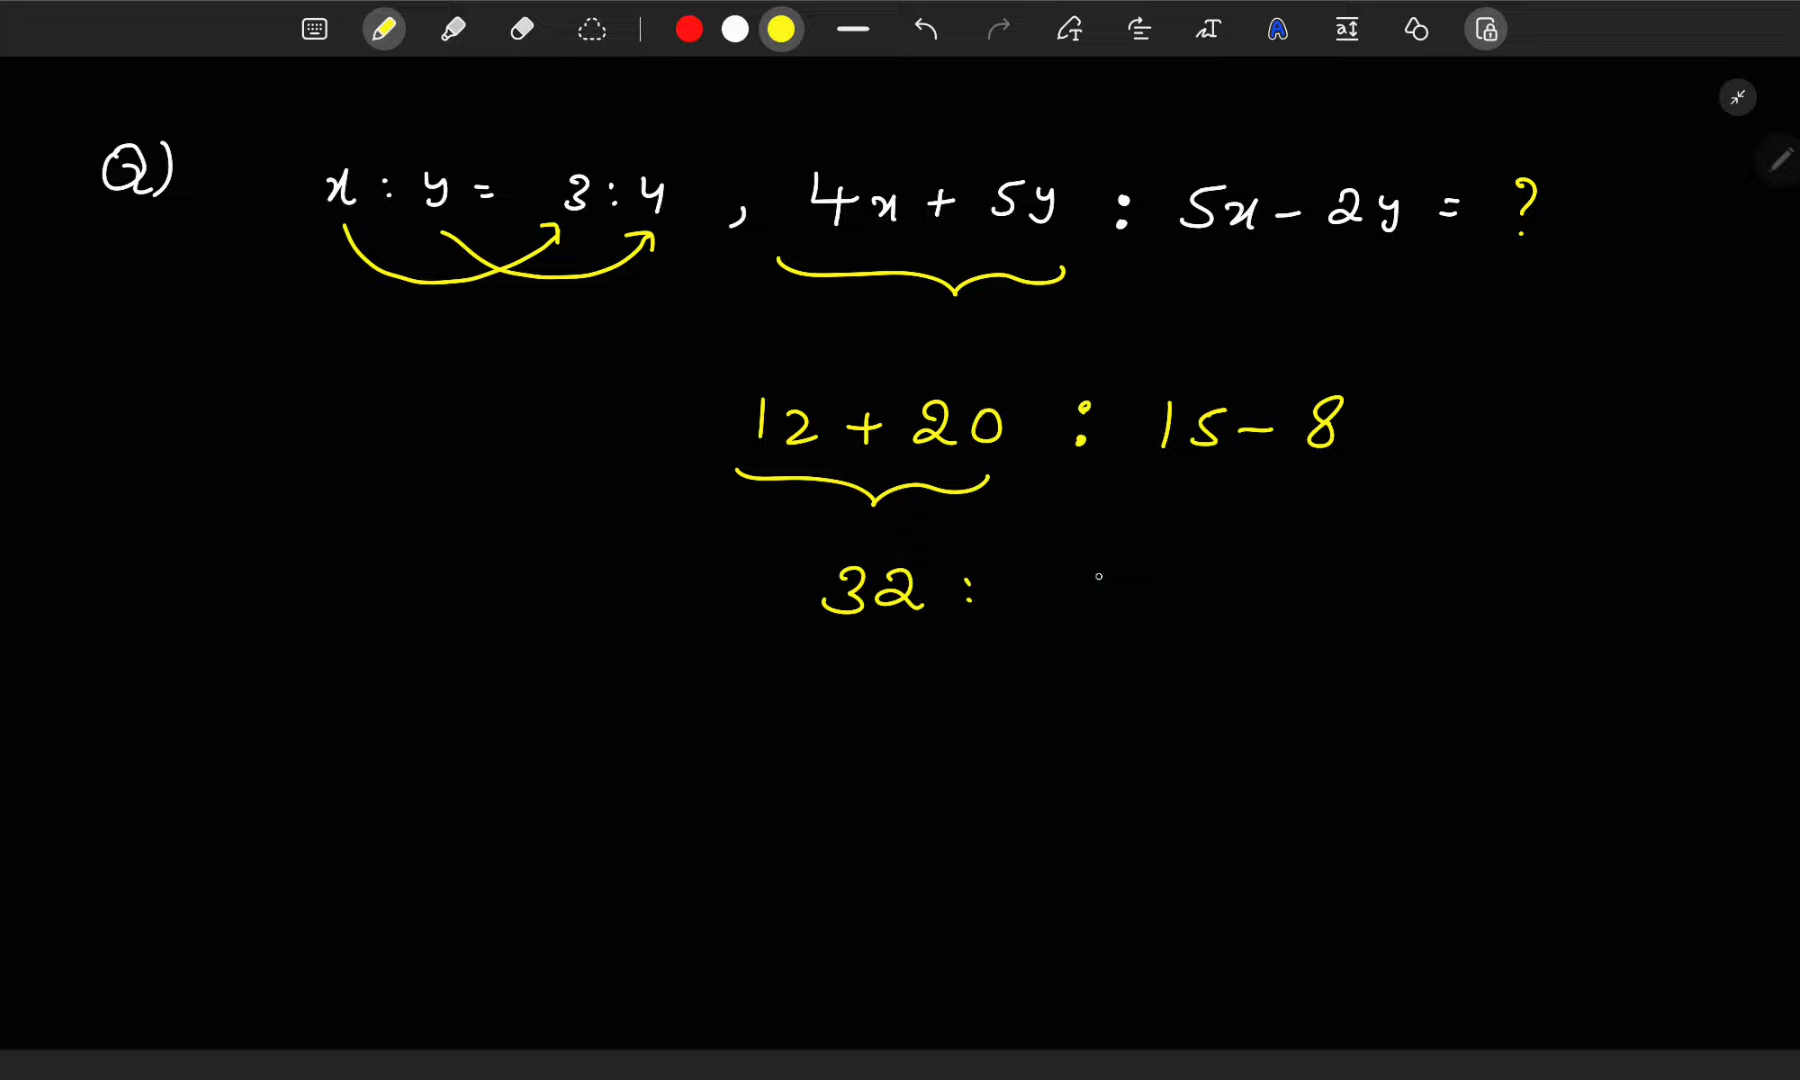 Q) x : y = 3 : 4 , 4x + 5y : 5x - 2y = ?
12 + 20 : 15 - 8
32 :